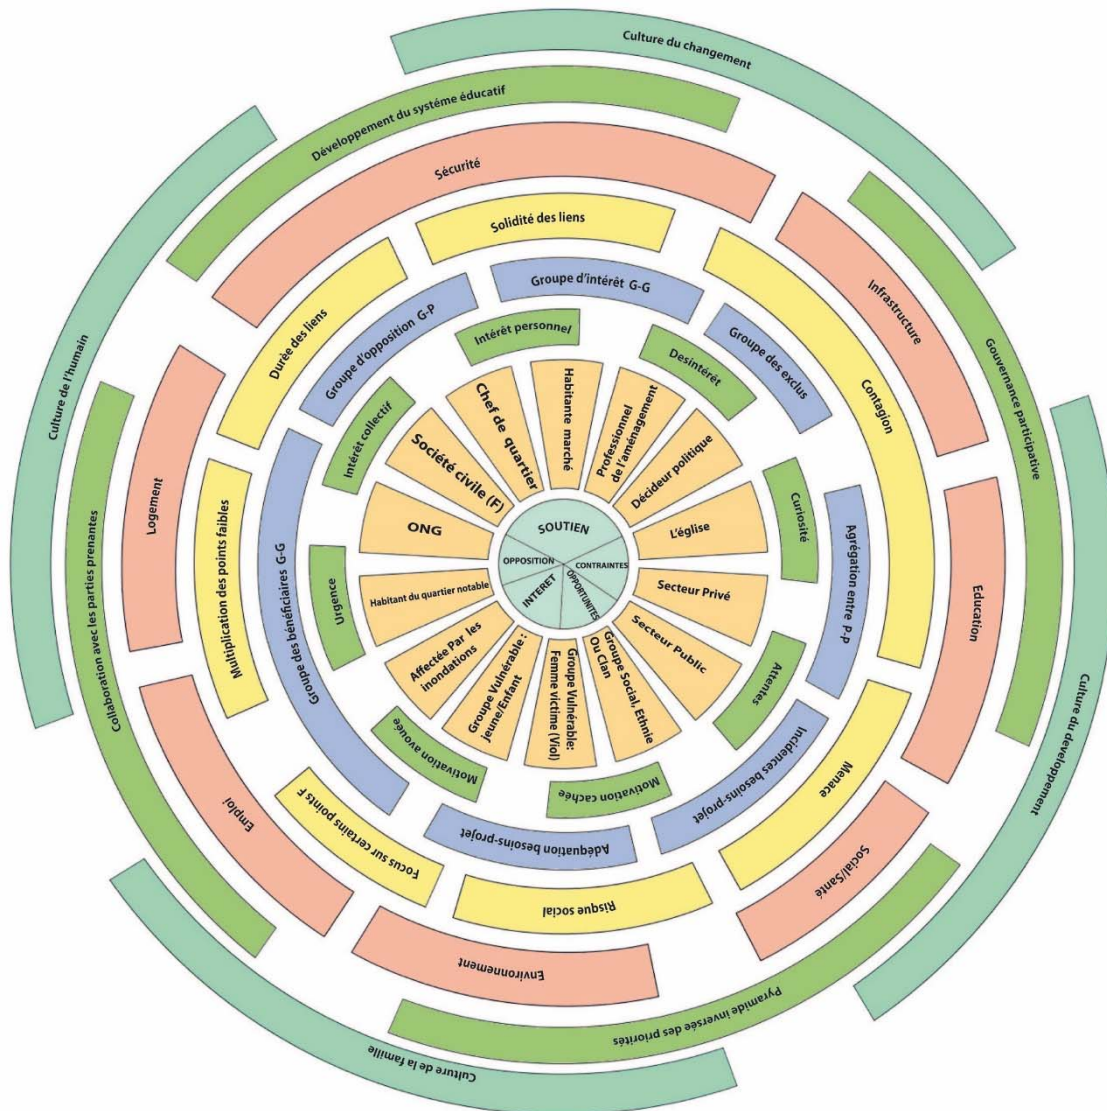 Culture du changement
Culture du developpement
Culture de la famille
Culture de l'humain
Développement du système éducatif
Gouvernance participative
Pyramide inversée des priorités
Collaboration avec les parties prenantes
Sécurité
Infrastructure
Education
Social/Santé
Environnement
Emploi
Logement
Solidité des liens
Contagion
Menace
Risque social
Focus sur certains points F
Multiplication des points faibles
Durée des liens
Groupe d'intérêt G-G
Groupe des exclus
Agrégation entre P-P
Incidences besoins-projet
Adéquation besoins-projet
Groupe des bénéficiaires G-G
Groupe d'opposition G-P
Intérêt personnel
Desintérêt
Curiosité
Attentes
Motivation cachée
Motivation avouée
Urgence
Intérêt collectif
Habitante marché
Professionnel
de l'aménagement
Décideur politique
L'église
Secteur Privé
Secteur Public
Groupe Social, Ethnie
Ou Clan
Groupe Vulnérable:
Femme victime (Viol)
Groupe Vulnérable :
jeune/Enfant
Affectée Par les
inondations
Habitant du quartier notable
ONG
Société civile (F)
Chef de quartier
SOUTIEN
CONTRAINTES
OPPORTUNITES
INTERET
OPPOSITION